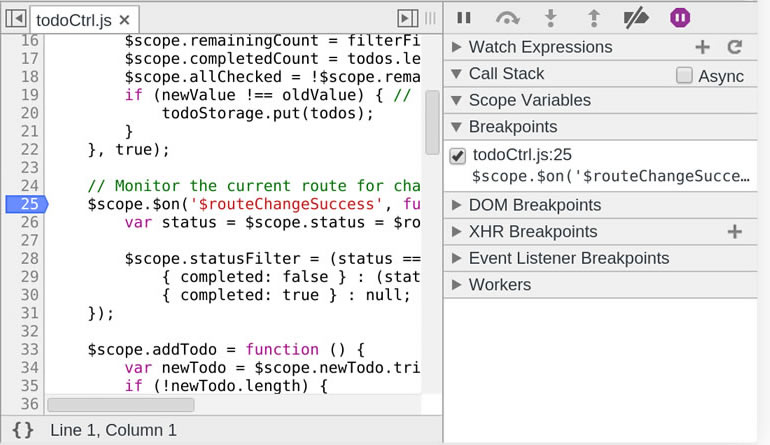 todoCtrl.js ×
16 $scope.remainingCount = filterFi
17 $scope.completedCount = todos.le
18 $scope.allChecked = !$scope.rema
19 if (newValue !== oldValue) { //
20 todoStorage.put(todos);
21 }
22 }, true);
23
24 // Monitor the current route for cha
25 $scope.$on('$routeChangeSuccess', fu
26 var status = $scope.status = $ro
27
28 $scope.statusFilter = (status ==
29 { completed: false } : (stat
30 { completed: true } : null;
31 });
32
33 $scope.addTodo = function () {
34 var newTodo = $scope.newTodo.tri
35 if (!newTodo.length) {
36
{} Line 1, Column 1
Watch Expressions
Call Stack
Async
Scope Variables
Breakpoints
todoCtrl.js:25
$scope.$on('$routeChangeSucce…
DOM Breakpoints
XHR Breakpoints
Event Listener Breakpoints
Workers